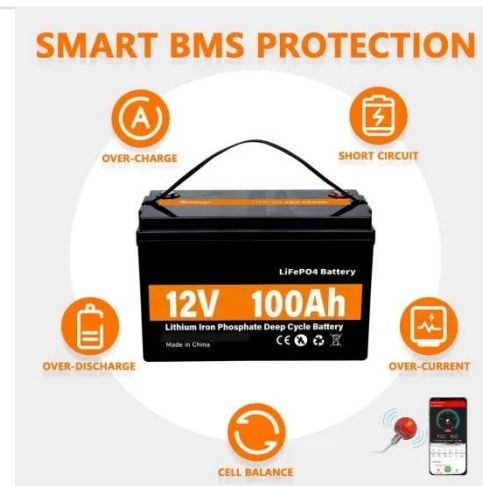 SMART BMS PROTECTION
OVER-CHARGE
SHORT CIRCUIT
LiFePO4 Battery
12V 100Ah
Lithium Iron Phosphate Deep Cycle Battery
Made in China
CE
OVER-DISCHARGE
OVER-CURRENT
CELL BALANCE